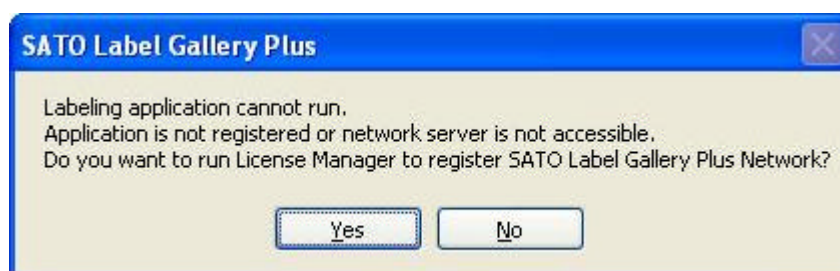 SATO Label Gallery Plus
Labeling application cannot run.
Application is not registered or network server is not accessible.
Do you want to run License Manager to register SATO Label Gallery Plus Network?
Yes
No